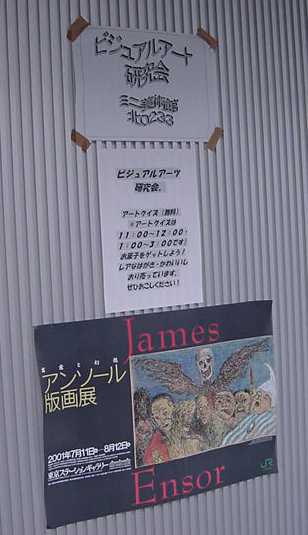 ビジュアル・アート
研究会
ミニ美術館
北0233
ビジュアルアーツ
研究会。
アートクイズ（無料）
＊アートクイズは
11:00～12:00・
1:00～3:00です！
お菓子をゲットしよう！
レアなはがき・かわいいし
おり売っています。
ぜひおこしください！
James
アンソール
版画展
2001年7月11日─8月12日
東京ステーションギャラリー
JR
Ensor